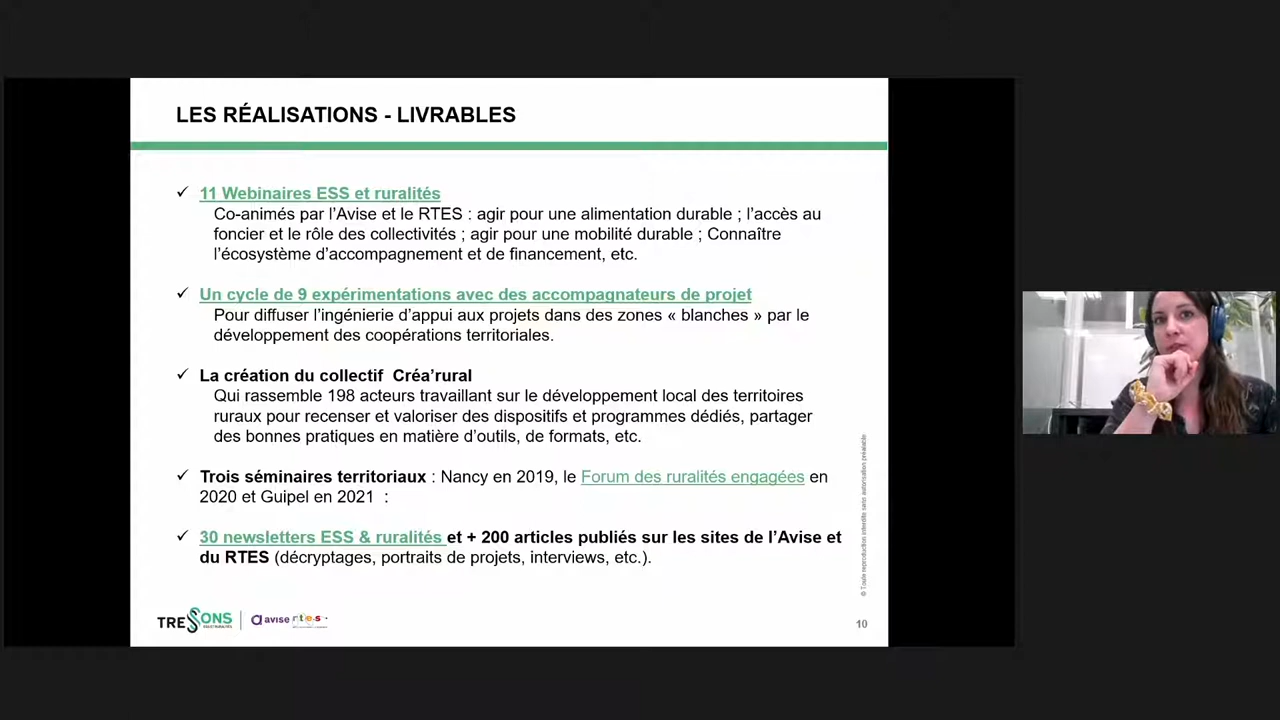 LES RÉALISATIONS - LIVRABLES
✓ 11 Webinaires ESS et ruralités
Co-animés par l’Avise et le RTES : agir pour une alimentation durable ; l’accès au
foncier et le rôle des collectivités ; agir pour une mobilité durable ; Connaître
l’écosystème d’accompagnement et de financement, etc.
✓ Un cycle de 9 expérimentations avec des accompagnateurs de projet
Pour diffuser l’ingénierie d’appui aux projets dans des zones « blanches » par le
développement des coopérations territoriales.
✓ La création du collectif Créa’rural
Qui rassemble 198 acteurs travaillant sur le développement local des territoires
ruraux pour recenser et valoriser des dispositifs et programmes dédiés, partager
des bonnes pratiques en matière d’outils, de formats, etc.
✓ Trois séminaires territoriaux : Nancy en 2019, le Forum des ruralités engagées en
2020 et Guipel en 2021 :
✓ 30 newsletters ESS & ruralités et + 200 articles publiés sur les sites de l’Avise et
du RTES (décryptages, portraits de projets, interviews, etc.).
© Toute reproduction interdite sans autorisation préalable
TRESSONS
avise rtes
10